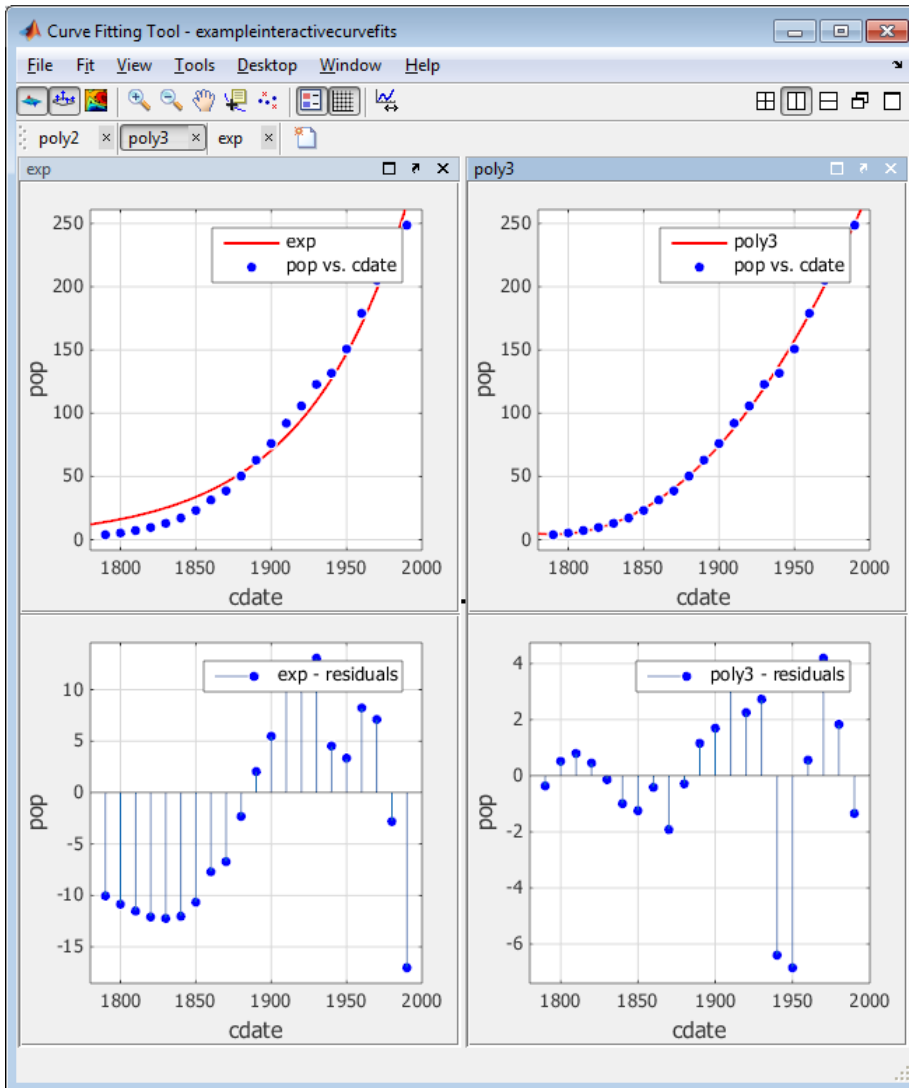 Curve Fitting Tool - exampleinteractivecurvefits
File Fit View Tools Desktop Window Help
poly2 poly3 exp
exp
250
200
150
100
50
0
pop
exp
pop vs. cdate
1800 1850 1900 1950 2000
cdate
10
5
0
-5
-10
-15
pop
exp - residuals
1800 1850 1900 1950 2000
cdate
poly3
250
200
150
100
50
0
pop
poly3
pop vs. cdate
1800 1850 1900 1950 2000
cdate
4
2
0
-2
-4
-6
pop
poly3 - residuals
1800 1850 1900 1950 2000
cdate